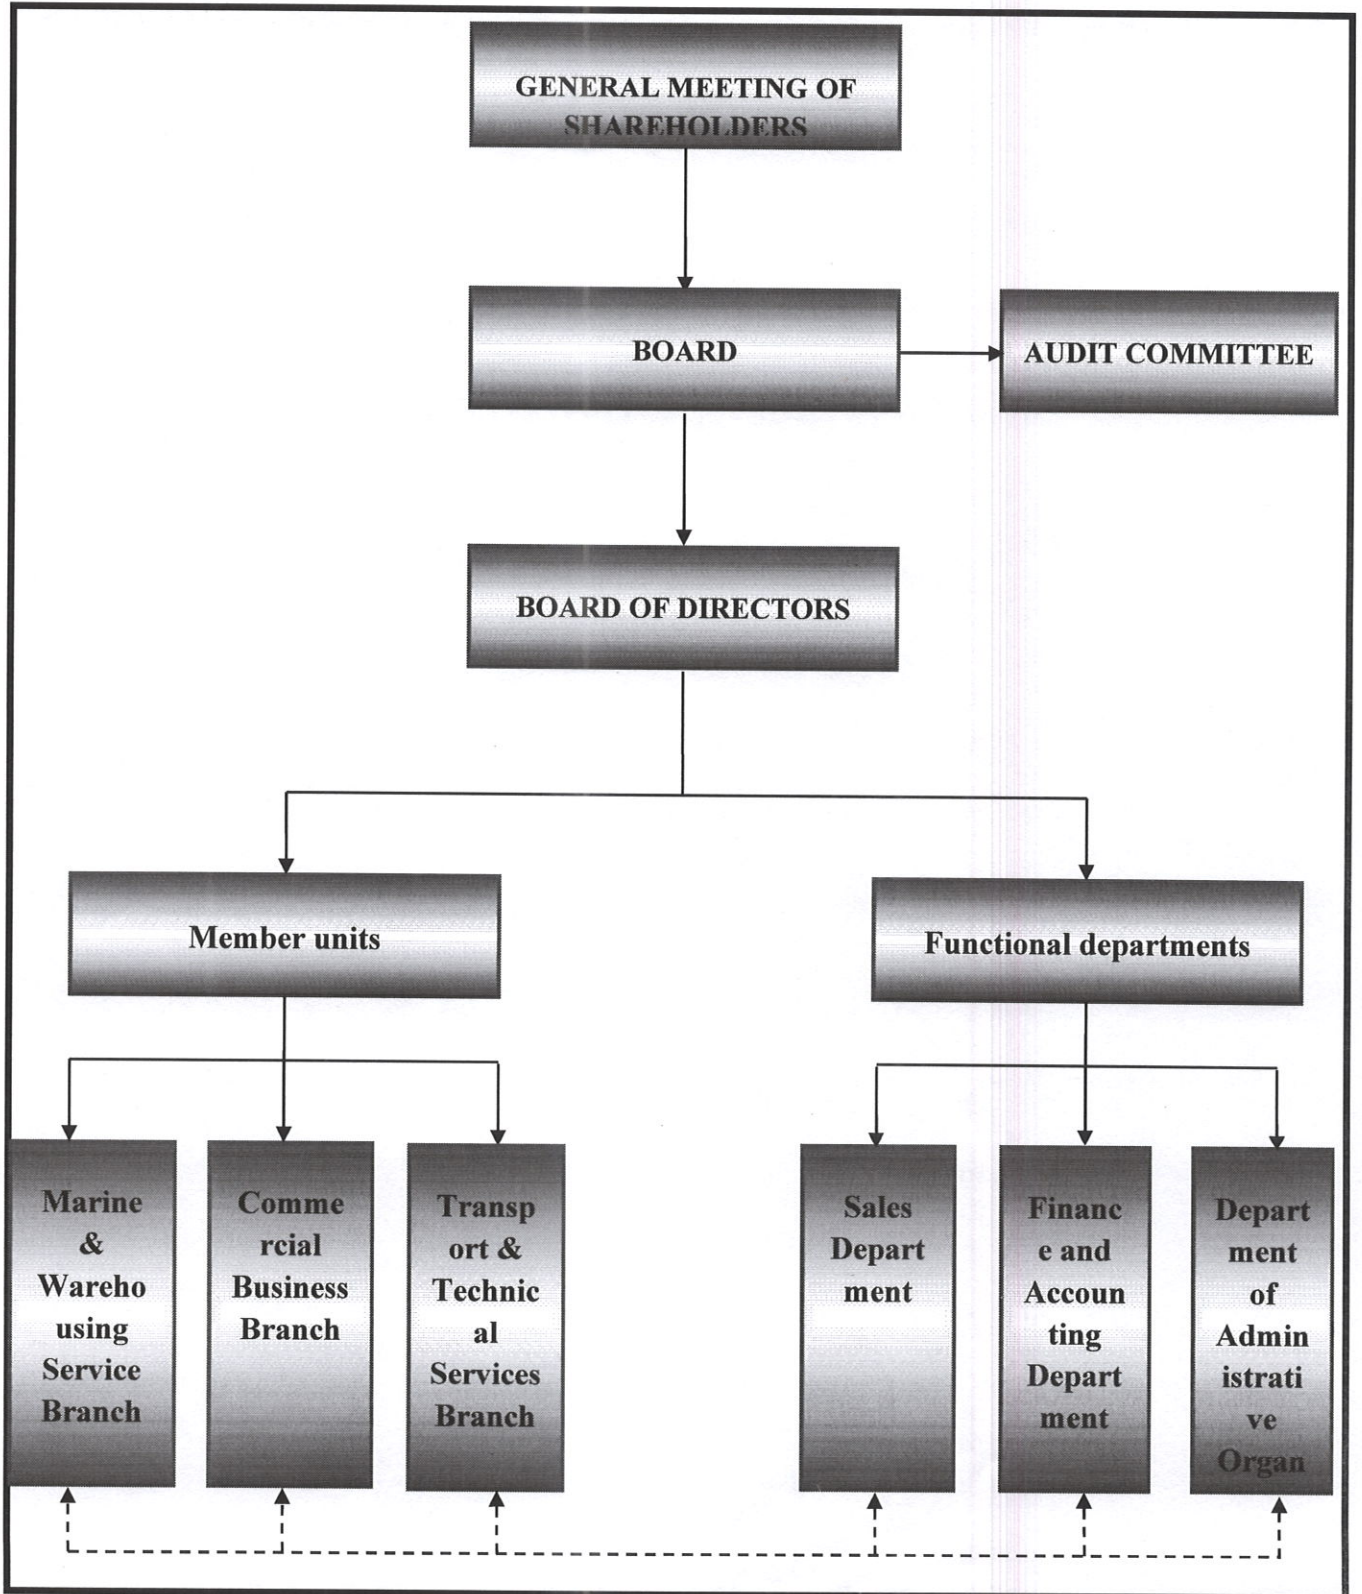 GENERAL MEETING OF
SHAREHOLDERS
BOARD
AUDIT COMMITTEE
BOARD OF DIRECTORS
Member units
Functional departments
Marine
&
Wareho
using
Service
Branch
Comme
rcial
Business
Branch
Transp
ort &
Technic
al
Services
Branch
Sales
Depart
ment
Financ
e and
Accoun
ting
Depart
ment
Depart
ment
of
Admin
istrati
ve
Organ